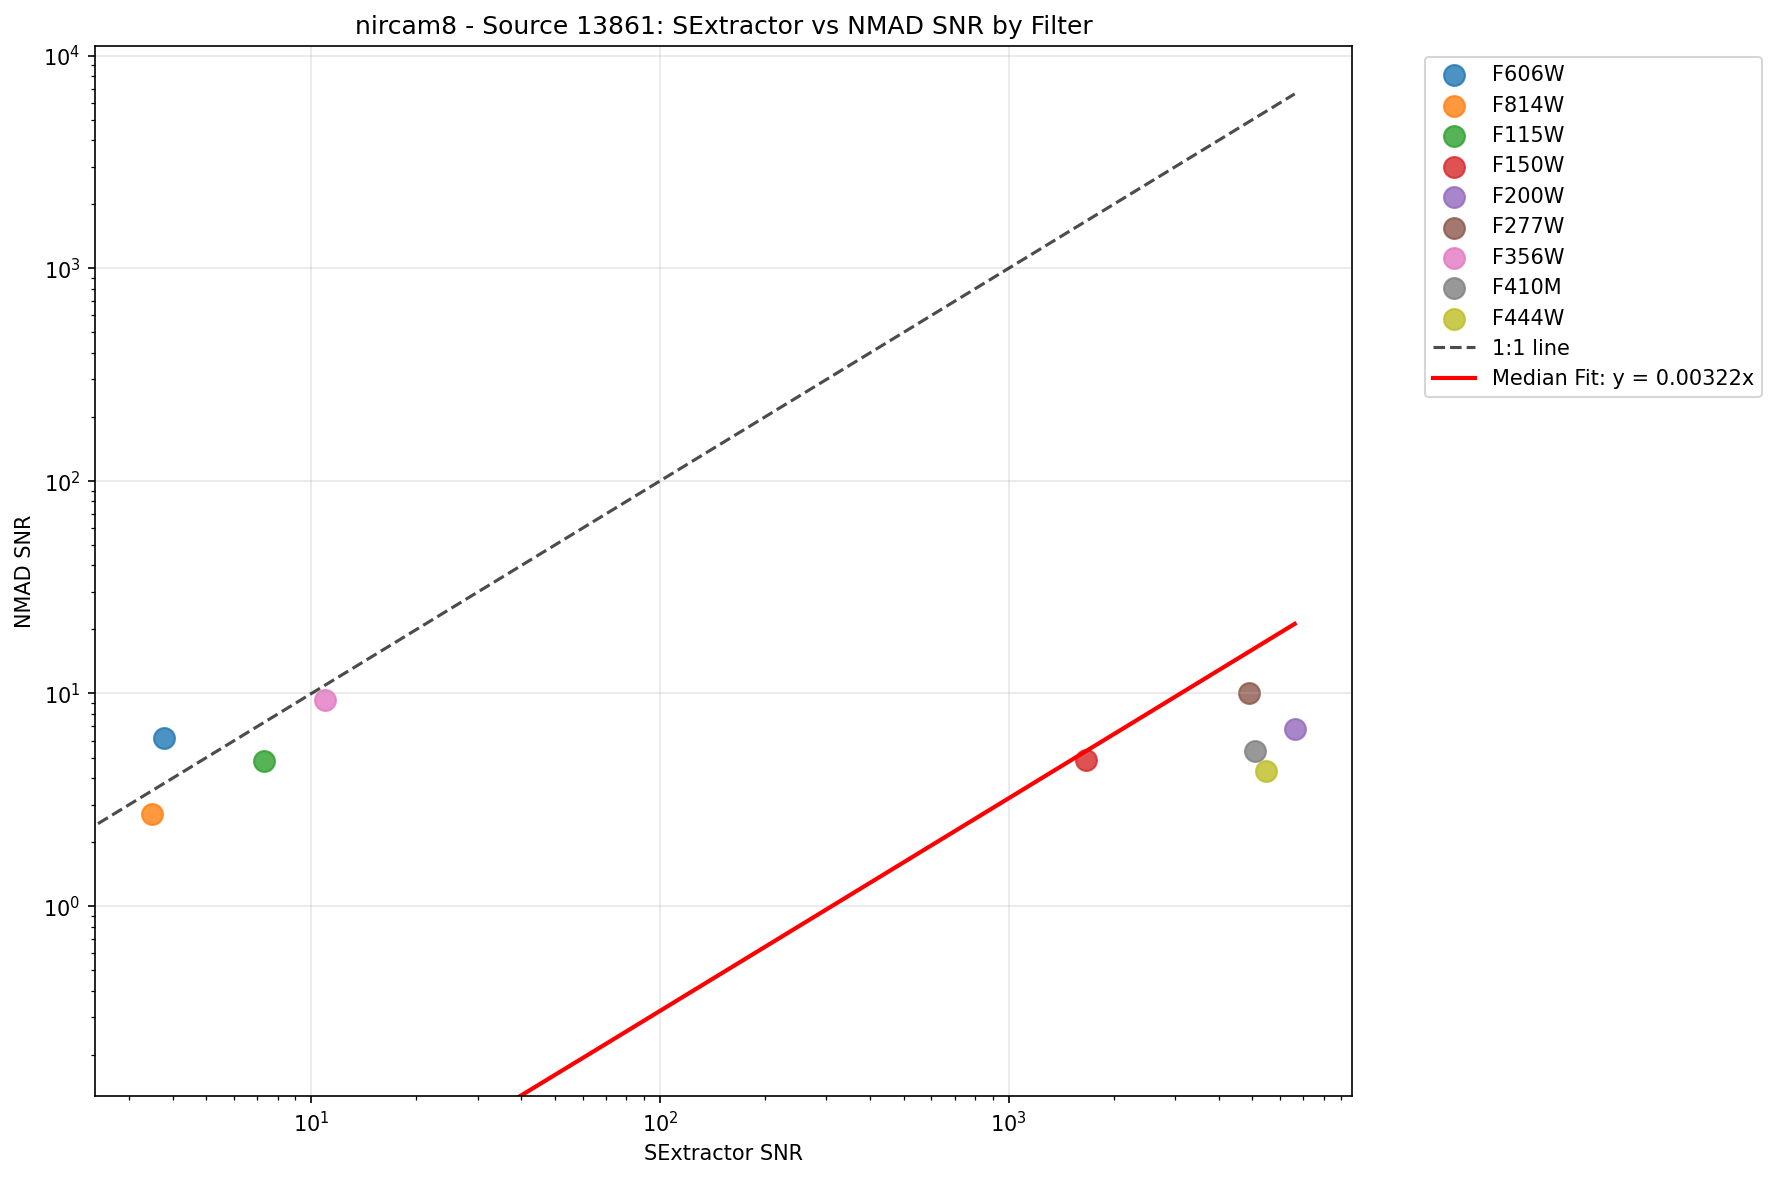 nircam8 - Source 13861: SExtractor vs NMAD SNR by Filter
10^4
10^3
10^2
10^1
10^0
NMAD SNR
10^1
10^2
10^3
SExtractor SNR
F606W
F814W
F115W
F150W
F200W
F277W
F356W
F410M
F444W
1:1 line
Median Fit: y = 0.00322x